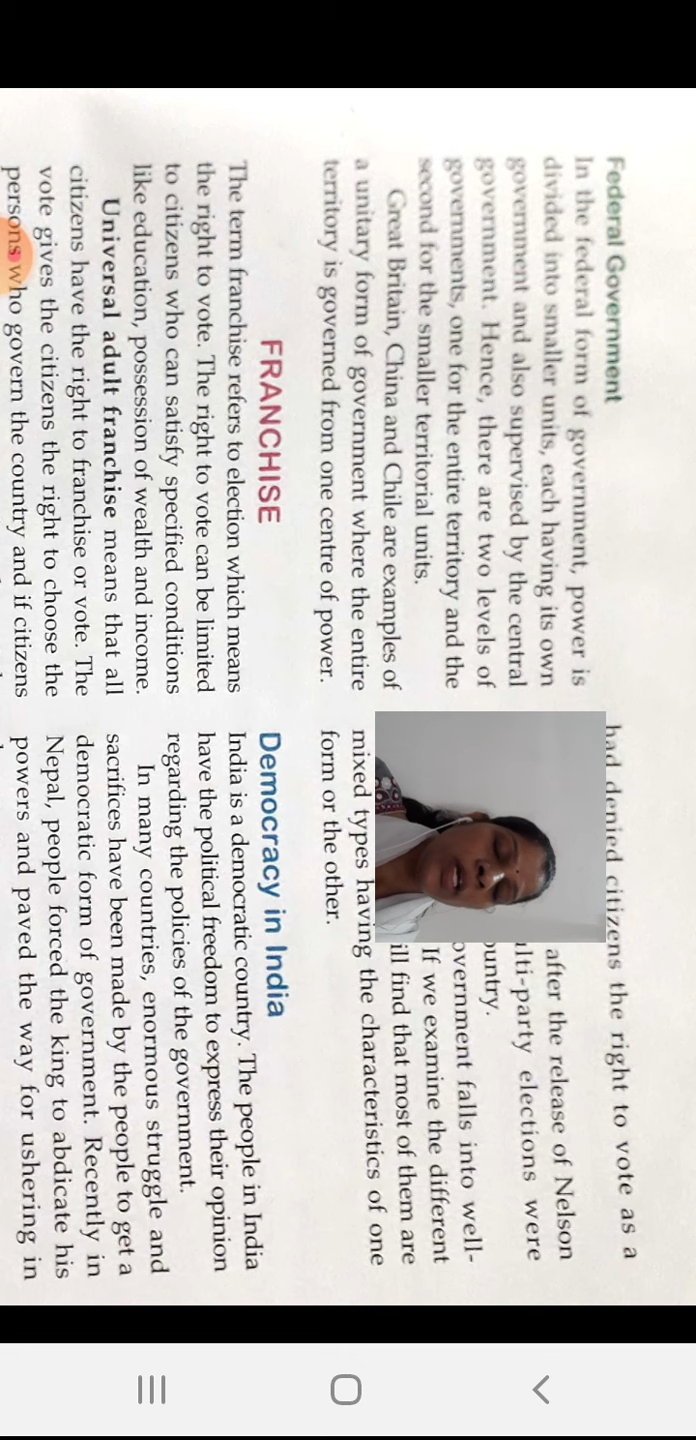 Federal Government
In the federal form of government, power is
divided into smaller units, each having its own
government and also supervised by the central
government. Hence, there are two levels of
governments, one for the entire territory and the
second for the smaller territorial units.
Great Britain, China and Chile are examples of
a unitary form of government where the entire
territory is governed from one centre of power.
FRANCHISE
The term franchise refers to election which means
the right to vote. The right to vote can be limited
to citizens who can satisfy specified conditions
like education, possession of wealth and income.
Universal adult franchise means that all
citizens have the right to franchise or vote. The
vote gives the citizens the right to choose the
persons who govern the country and if citizens
had denied citizens the right to vote as a
after the release of Nelson
elections were
falls into well-
If we examine the different
find that most of them are
mixed types having the characteristics of one
form or the other.
Democracy in India
India is a democratic country. The people in India
have the political freedom to express their opinion
regarding the policies of the government.
In many countries, enormous struggle and
sacrifices have been made by the people to get a
democratic form of government. Recently in
Nepal, people forced the king to abdicate his
powers and paved the way for ushering in